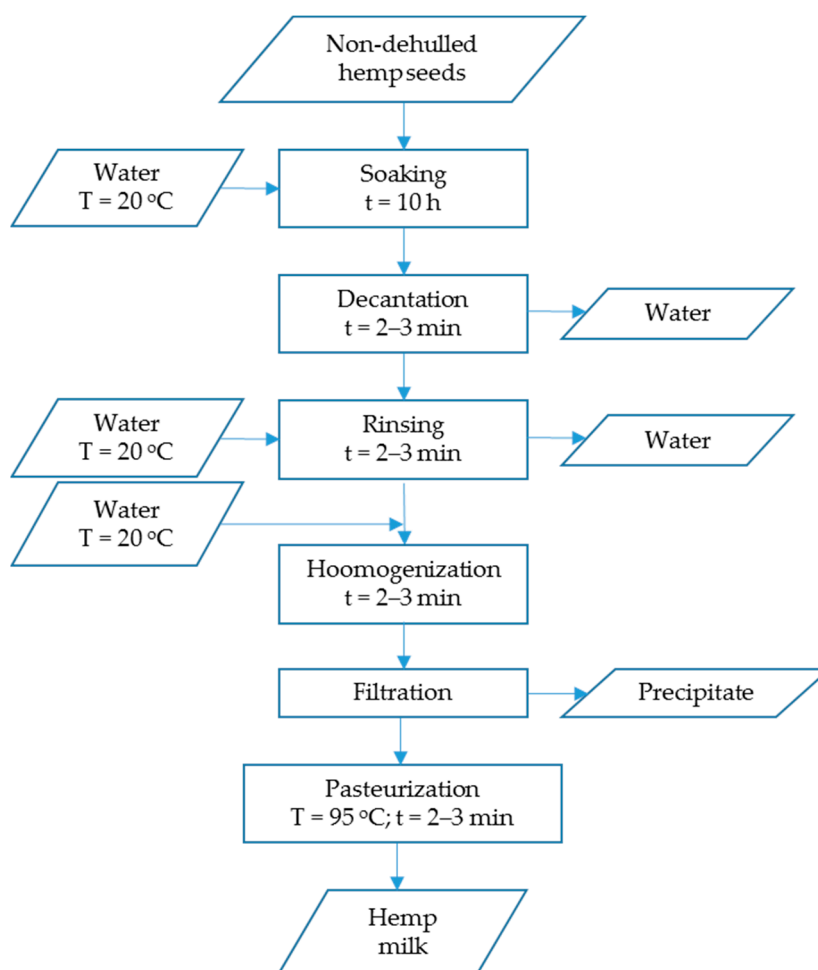 Non-dehulled
hemp seeds
Water
T = 20 °C
Soaking
t = 10 h
Decantation
t = 2–3 min
Water
Water
T = 20 °C
Rinsing
t = 2–3 min
Water
Water
T = 20 °C
Hoomogenization
t = 2–3 min
Filtration
Precipitate
Pasteurization
T = 95 °C; t = 2–3 min
Hemp
milk